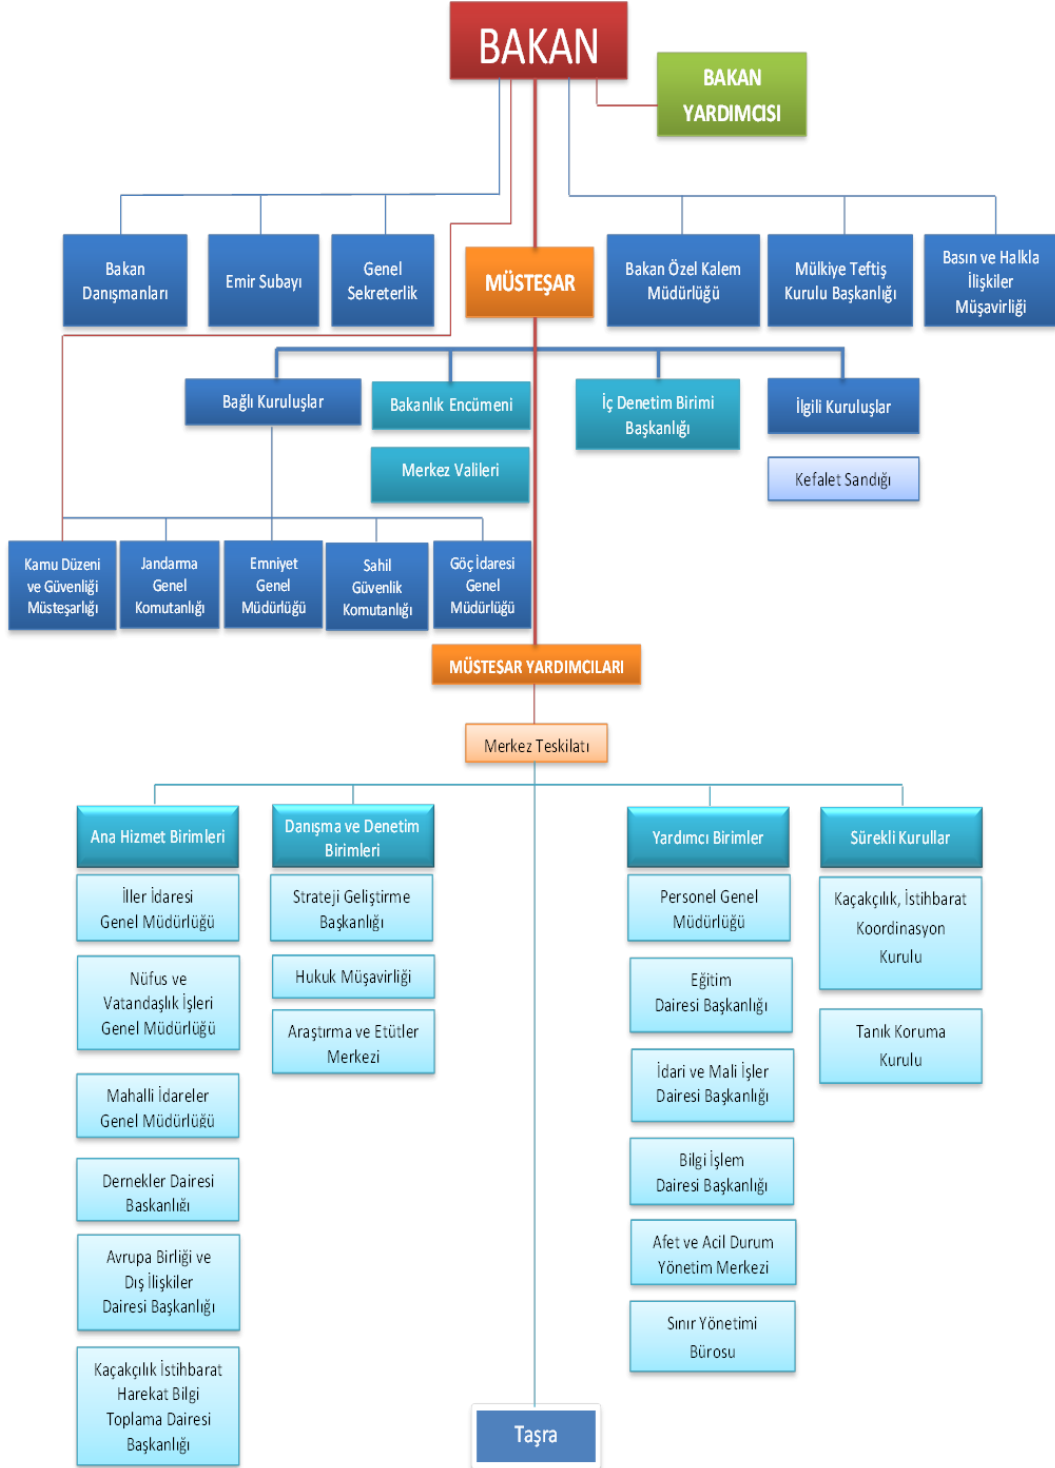 BAKAN
BAKAN
YARDIMCISI
Bakan
Danışmanları
Emir Subayı
Genel
Sekreterlik
MÜSTEŞAR
Bakan Özel Kalem
Müdürlüğü
Mülkiye Teftiş
Kurulu Başkanlığı
Basın ve Halkla
İlişkiler
Müşavirliği
Bağlı Kuruluşlar
Bakanlık Encümeni
Merkez Valileri
İç Denetim Birimi
Başkanlığı
İlgili Kuruluşlar
Kefalet Sandığı
Kamu Düzeni
ve Güvenliği
Müsteşarlığı
Jandarma
Genel
Komutanlığı
Emniyet
Genel
Müdürlüğü
Sahil
Güvenlik
Komutanlığı
Göç İdaresi
Genel
Müdürlüğü
MÜSTESAR YARDIMCILARI
Merkez Teskilatı
Ana Hizmet Birimleri
İller İdaresi
Genel Müdürlüğü
Nüfus ve
Vatandaşlık İşleri
Genel Müdürlüğü
Mahalli İdareler
Genel Müdürlüğü
Dernekler Dairesi
Baskanlığı
Avrupa Birliği ve
Dış İlişkiler
Dairesi Başkanlığı
Kaçakçılık İstihbarat
Harekat Bilgi
Toplama Dairesi
Başkanlığı
Danışma ve Denetim
Birimleri
Strateji Geliştirme
Başkanlığı
Hukuk Müşavirliği
Araştırma ve Etütler
Merkezi
Yardımcı Birimler
Personel Genel
Müdürlüğü
Eğitim
Dairesi Başkanlığı
İdari ve Mali İşler
Dairesi Başkanlığı
Bilgi İşlem
Dairesi Başkanlığı
Afet ve Acil Durum
Yönetim Merkezi
Sınır Yönetimi
Bürosu
Sürekli Kurullar
Kaçakçılık, İstihbarat
Koordinasyon
Kurulu
Tanık Koruma
Kurulu
Taşra